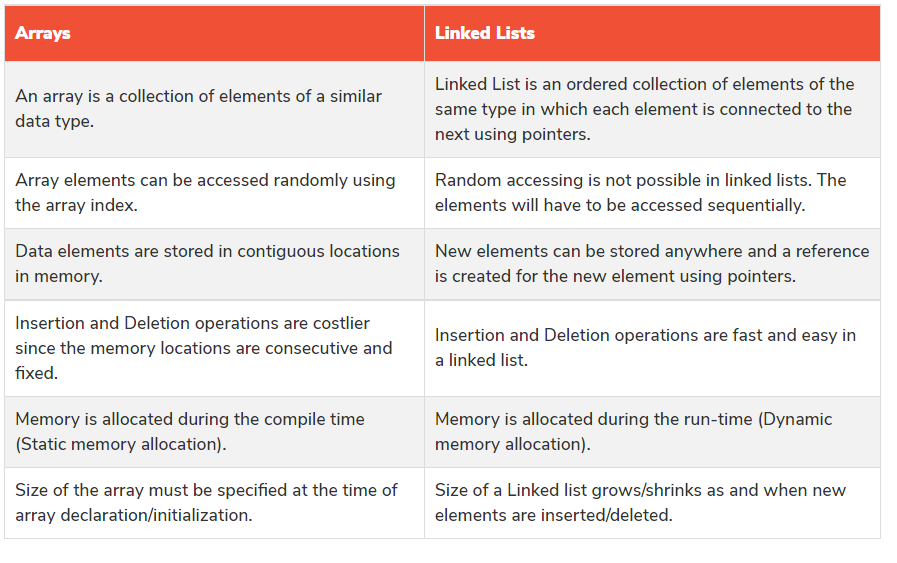 Arrays
Linked Lists
An array is a collection of elements of a similar
data type.
Linked List is an ordered collection of elements of the
same type in which each element is connected to the
next using pointers.
Array elements can be accessed randomly using
the array index.
Random accessing is not possible in linked lists. The
elements will have to be accessed sequentially.
Data elements are stored in contiguous locations
in memory.
New elements can be stored anywhere and a reference
is created for the new element using pointers.
Insertion and Deletion operations are costlier
since the memory locations are consecutive and
fixed.
Insertion and Deletion operations are fast and easy in
a linked list.
Memory is allocated during the compile time
(Static memory allocation).
Memory is allocated during the run-time (Dynamic
memory allocation).
Size of the array must be specified at the time of
array declaration/initialization.
Size of a Linked list grows/shrinks as and when new
elements are inserted/deleted.